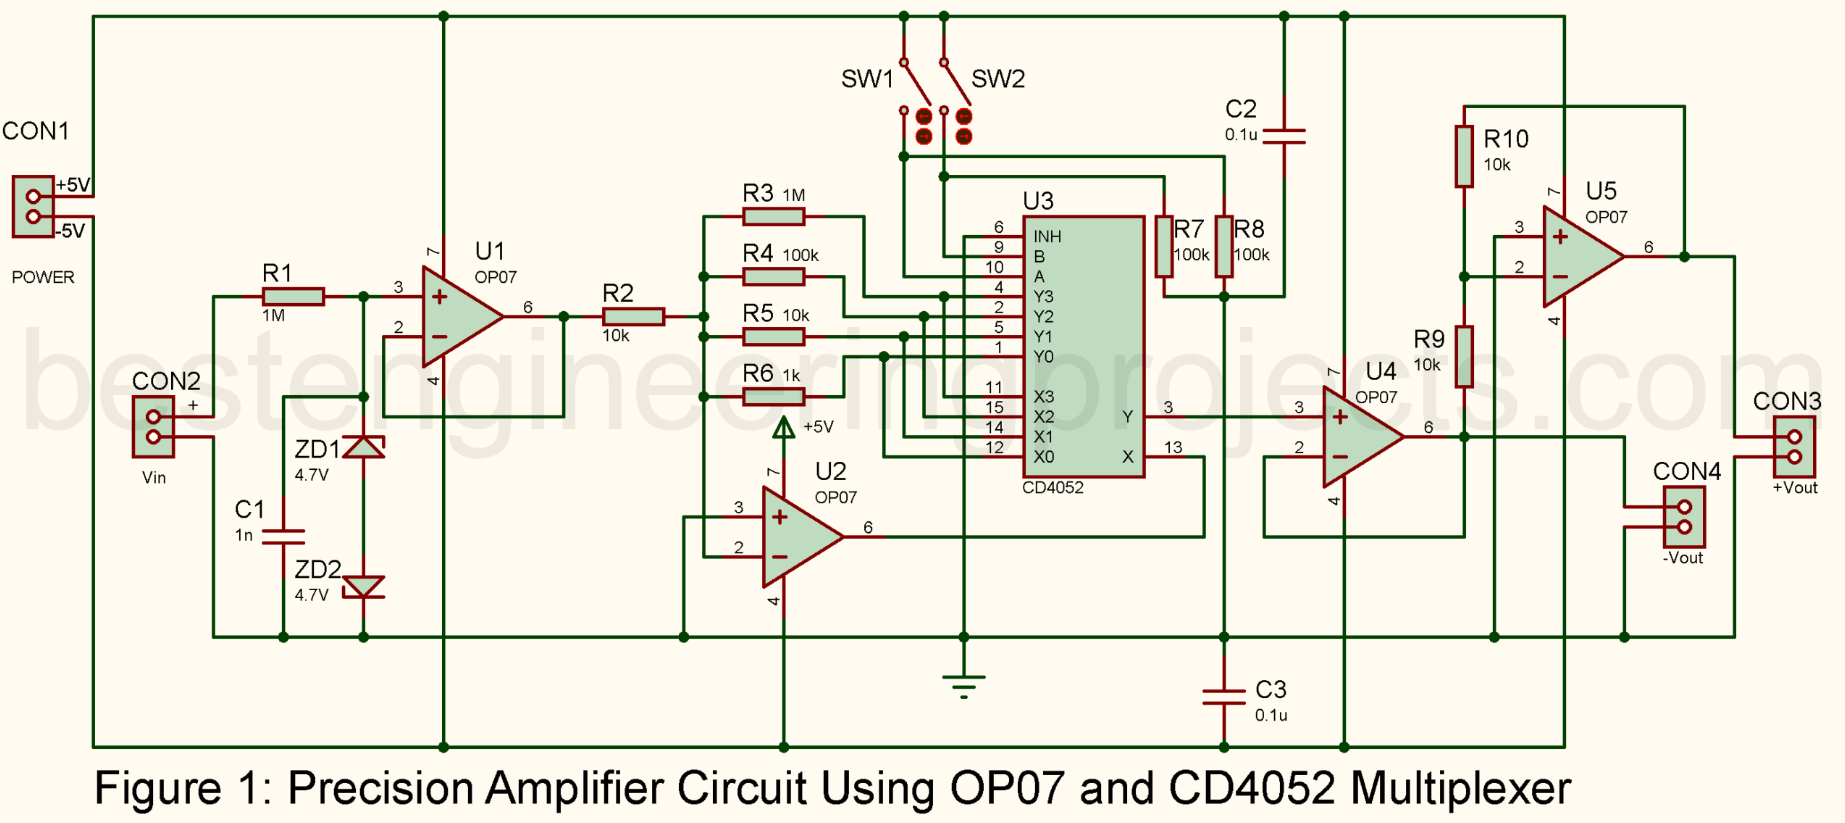 CON1
+5V
-5V
POWER
CON2
+
Vin
R1
1M
C1
1n
ZD1
4.7V
ZD2
4.7V
U1
OP07
3
2
7
4
6
R2
10k
R3 1M
R4 100k
R5 10k
R6 1k
+5V
U2
OP07
3
2
7
4
6
SW1
SW2
U3
6 INH
9 B
10 A
4 Y3
2 Y2
5 Y1
1 Y0
11 X3
15 X2
14 X1
12 X0
Y 3
X 13
CD4052
R7
100k
R8
100k
C2
0.1u
C3
0.1u
U4
OP07
3
2
7
4
6
R10
10k
R9
10k
U5
OP07
3
2
7
4
6
CON3
+Vout
CON4
-Vout
bestengineeringprojects.com
Figure 1: Precision Amplifier Circuit Using OP07 and CD4052 Multiplexer